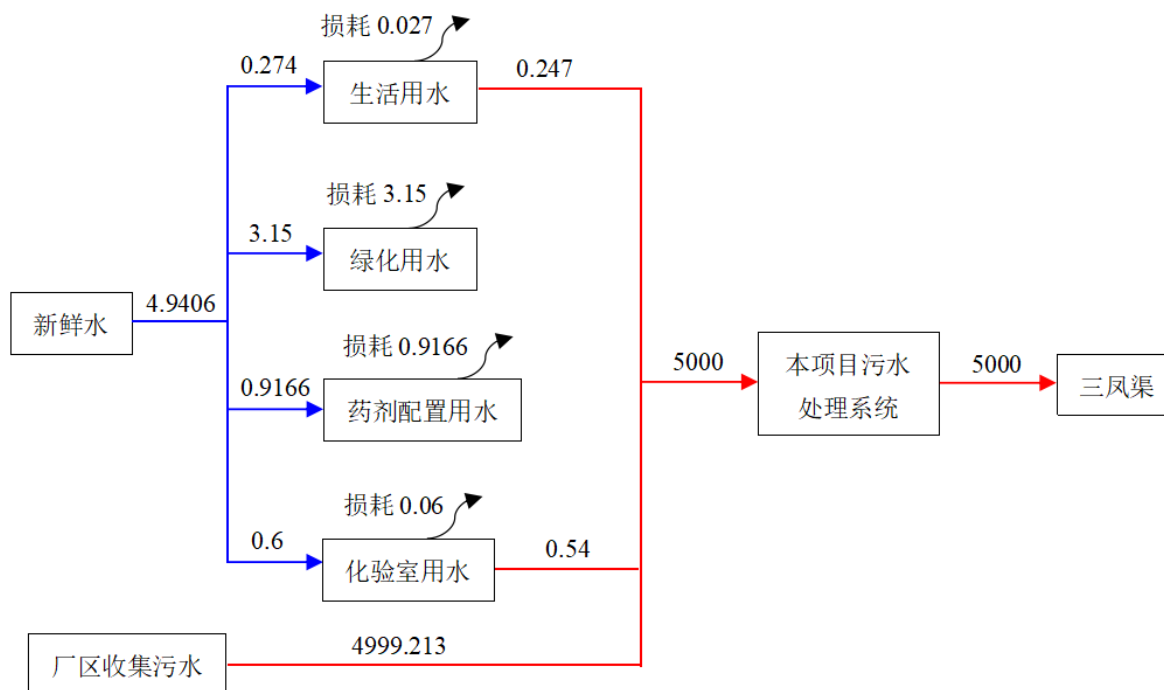 损耗 0.027
0.274
生活用水
0.247
损耗 3.15
3.15
绿化用水
新鲜水
4.9406
损耗 0.9166
0.9166
药剂配置用水
5000
本项目污水
处理系统
5000
三凤渠
损耗 0.06
0.6
化验室用水
0.54
厂区收集污水
4999.213